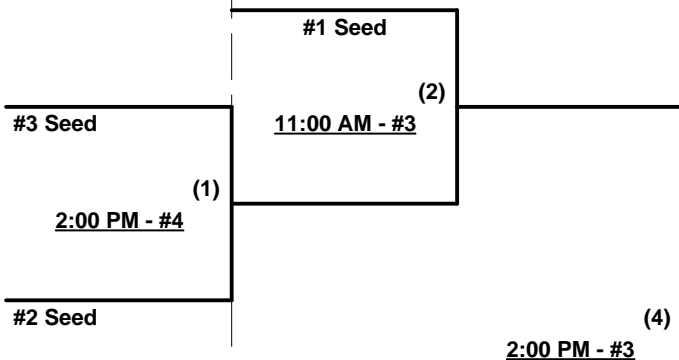 #1 Seed
(2)
#3 Seed
11:00 AM - #3
(1)
2:00 PM - #4
#2 Seed
(4)
2:00 PM - #3